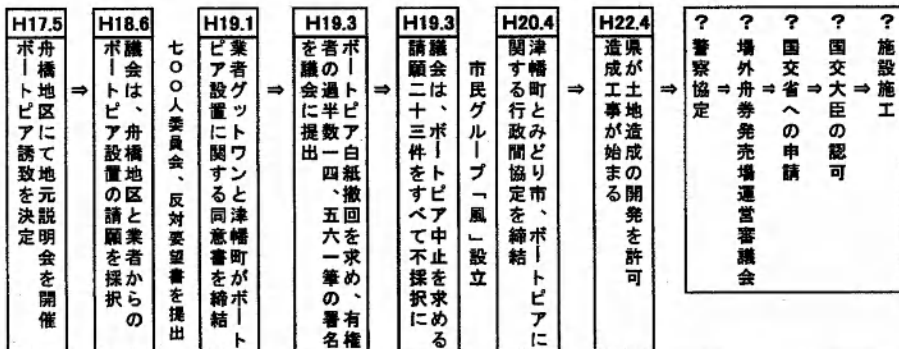 H17.5
舟橋地区にて地元説明会を開催
ボートピア誘致を決定
⇒
H18.6
議会は、舟橋地区と業者からの
ボートピア設置の請願を採択
七〇〇人委員会、反対要望書を提出
⇒
H19.1
業者グットワンと津幡町がボート
ピア設置に関する同意書を締結
⇒
H19.3
ボートピア白紙撤回を求め、有権
者の過半数一四、五六一筆の署名
を議会に提出
⇒
H19.3
議会は、ボートピア中止を求める
請願二十三件をすべて不採択に
市民グループ「風」設立
⇒
H20.4
津幡町とみどり市、ボートピアに
関する行政間協定を締結
⇒
H22.4
県が土地造成の開発を許可
造成工事が始まる
⇒
?
警察協定
⇒
?
場外舟券発売場運営審議会
⇒
?
国交省への申請
⇒
?
国交大臣の認可
⇒
?
施設施工